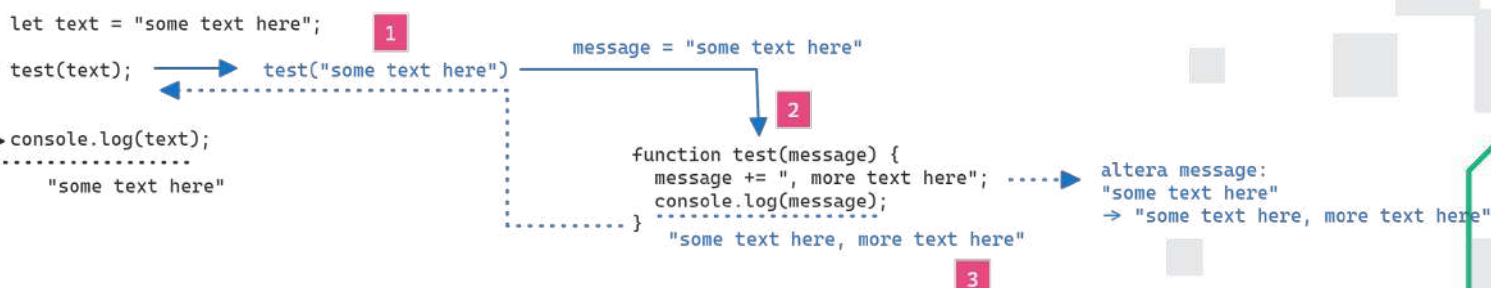 let text = "some text here";
1
message = "some text here"
test(text);
test("some text here")
2
console.log(text);
"some text here"
function test(message) {
message += ", more text here";
console.log(message);
}
"some text here, more text here"
altera message:
"some text here"
→ "some text here, more text here"
3